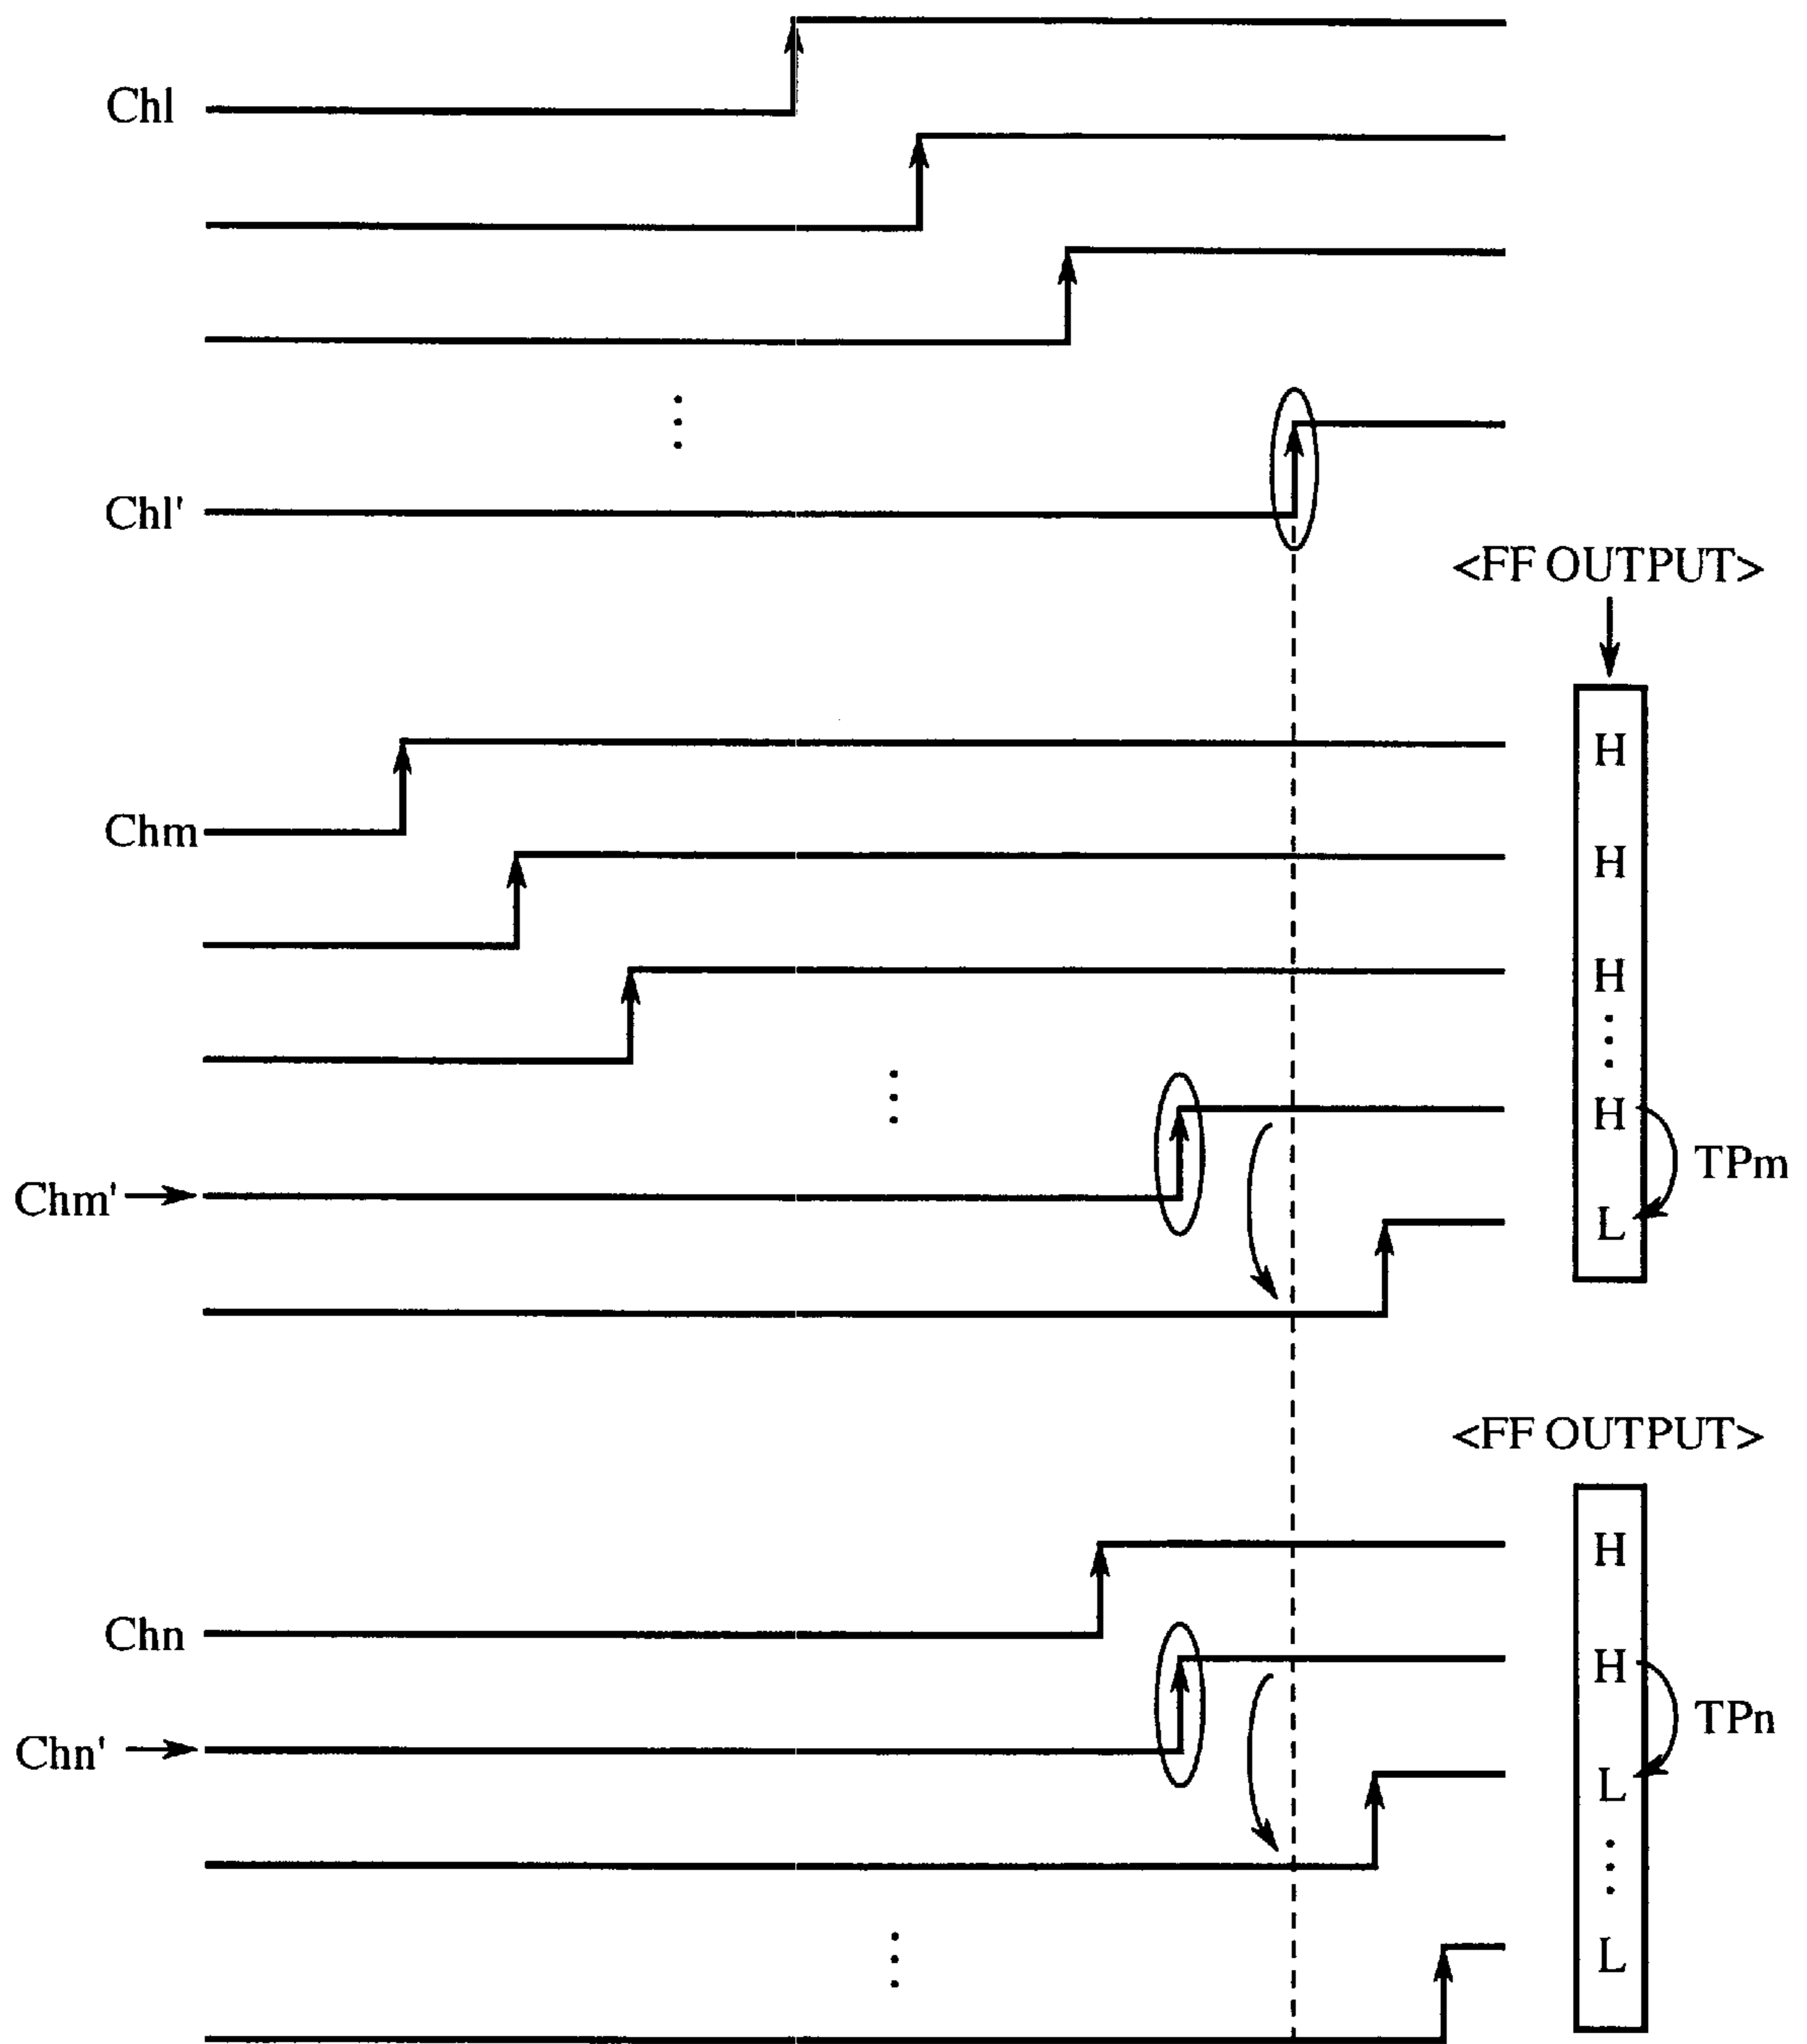 Chl
Chl'
<FF OUTPUT>
H
Chm
H
H
H
TPm
Chm'
L
<FF OUTPUT>
H
Chn
H
TPn
Chn'
L
L